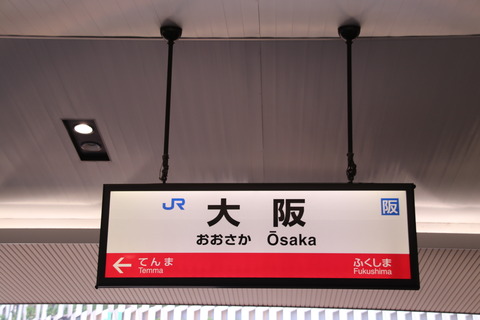 JR 大阪 阪
おおさか Ōsaka
← てんま ふくしま
Temma Fukushima